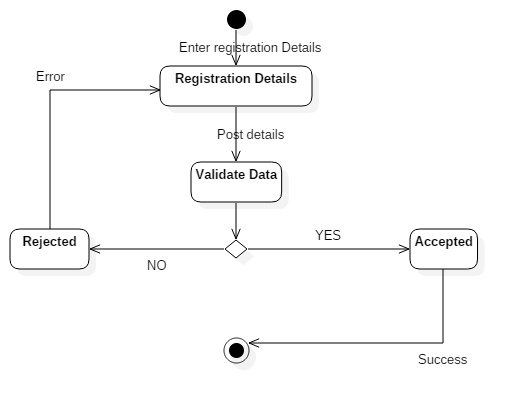 Enter registration Details
Error
Registration Details
Post details
Validate Data
YES
Rejected
Accepted
NO
Success